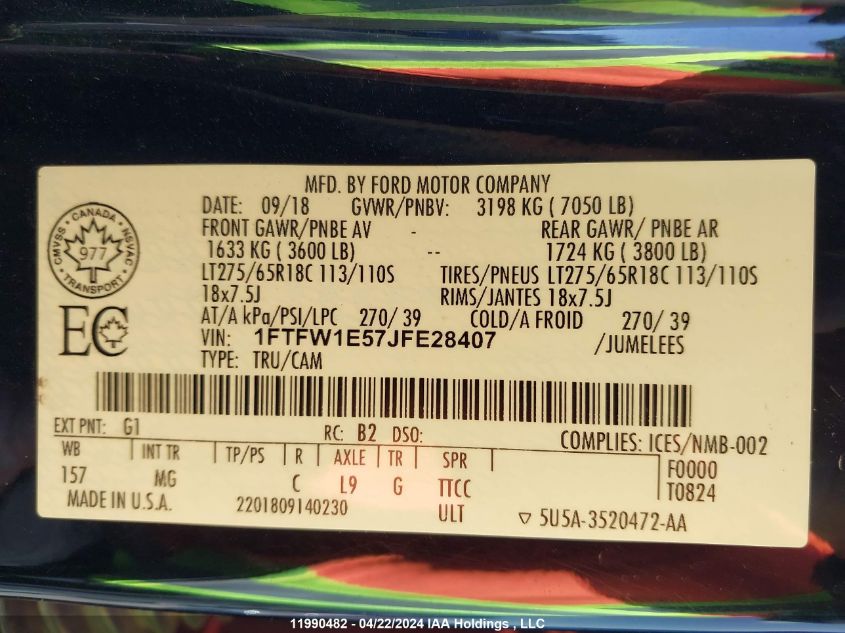 MFD. BY FORD MOTOR COMPANY
DATE: 09/18 GVWR/PNBV: 3198 KG ( 7050 LB)
FRONT GAWR/PNBE AV - REAR GAWR/ PNBE AR
1633 KG ( 3600 LB) -- 1724 KG ( 3800 LB)
LT275/65R18C 113/110S TIRES/PNEUS LT275/65R18C 113/110S
18x7.5J RIMS/JANTES 18x7.5J
AT/A kPa/PSI/LPC 270/ 39 COLD/A FROID 270/ 39
VIN: 1FTFW1E57JFE28407 /JUMELEES
TYPE: TRU/CAM
CMVSS • CANADA • NSVAC • TRANSPORT •
977
EC
EXT PNT: G1 RC: B2 DSO: COMPLIES: ICES/NMB-002
WB INT TR TP/PS R AXLE TR SPR F0000
157 MG C L9 G TTCC T0824
MADE IN U.S.A. 2201809140230 ULT ▽ 5U5A-3520472-AA
11990482 - 04/22/2024 IAA Holdings , LLC